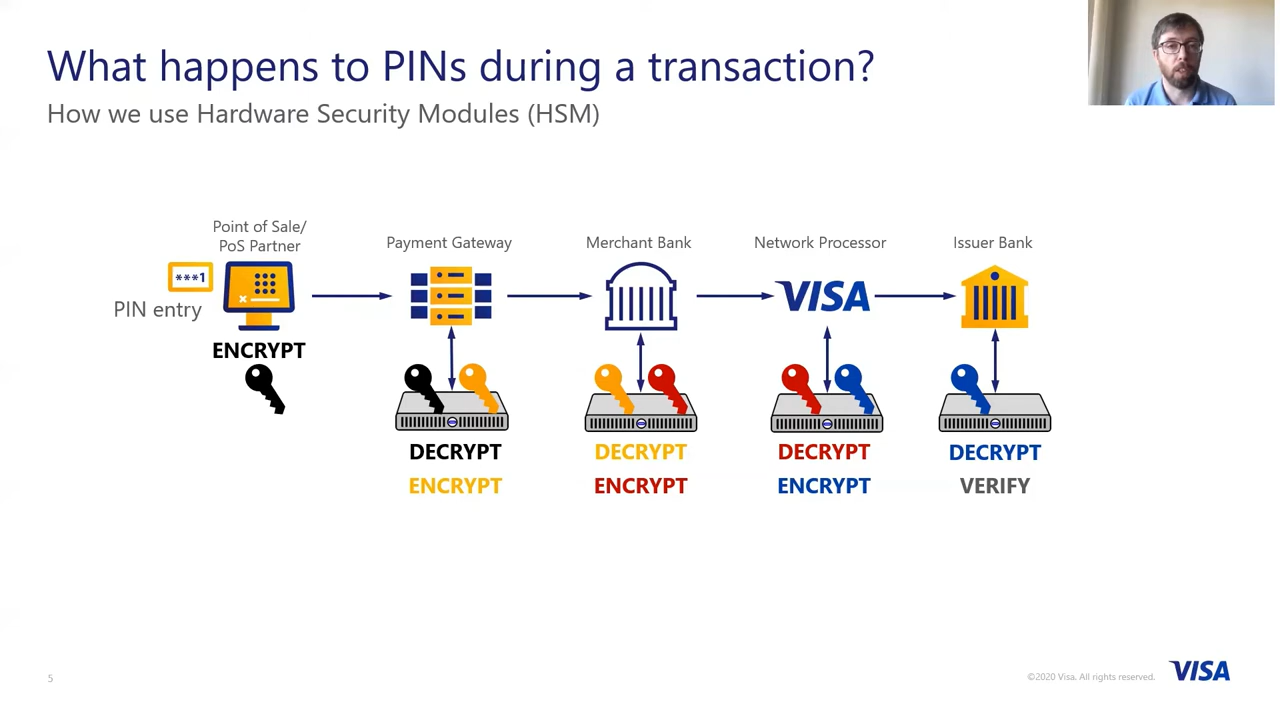 What happens to PINs during a transaction?
How we use Hardware Security Modules (HSM)
Point of Sale/
PoS Partner
Payment Gateway
Merchant Bank
Network Processor
Issuer Bank
***1
PIN entry
VISA
ENCRYPT
DECRYPT
ENCRYPT
DECRYPT
ENCRYPT
DECRYPT
ENCRYPT
DECRYPT
VERIFY
5
©2020 Visa. All rights reserved.
VISA